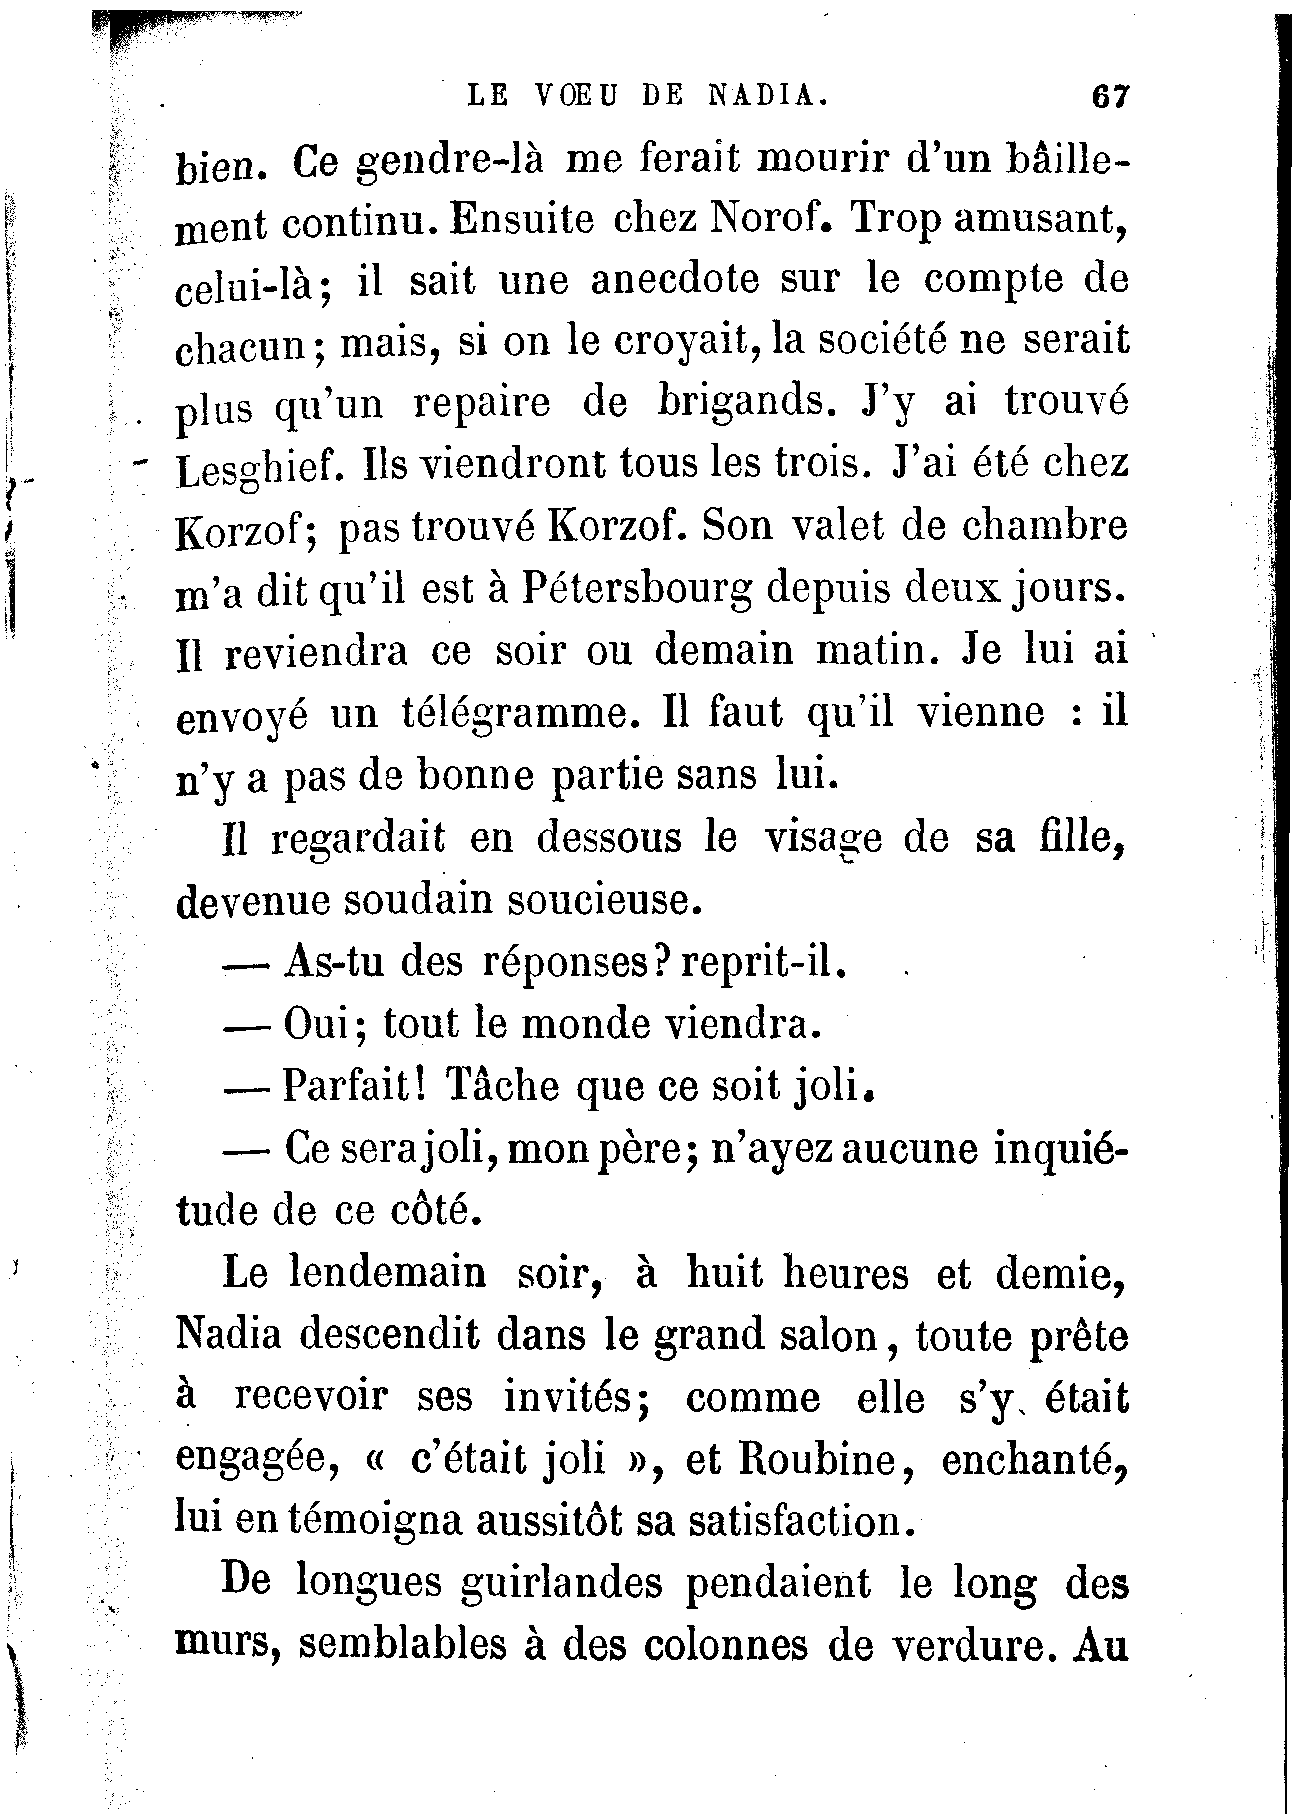 LE VŒU DE NADIA. 67
bien. Ce gendre-là me ferait mourir d'un bâille-
ment continu. Ensuite chez Norof. Trop amusant,
celui-là; il sait une anecdote sur le compte de
chacun; mais, si on le croyait, la société ne serait
plus qu'un repaire de brigands. J'y ai trouvé
Lesghief. Ils viendront tous les trois. J'ai été chez
Korzof; pas trouvé Korzof. Son valet de chambre
m'a dit qu'il est à Pétersbourg depuis deux jours.
Il reviendra ce soir ou demain matin. Je lui ai
envoyé un télégramme. Il faut qu'il vienne : il
n'y a pas de bonne partie sans lui.
Il regardait en dessous le visage de sa fille,
devenue soudain soucieuse.
— As-tu des réponses? reprit-il.
— Oui; tout le monde viendra.
— Parfait! Tâche que ce soit joli.
— Ce sera joli, mon père; n'ayez aucune inquié-
tude de ce côté.
Le lendemain soir, à huit heures et demie,
Nadia descendit dans le grand salon, toute prête
à recevoir ses invités; comme elle s'y était
engagée, « c'était joli », et Roubine, enchanté,
lui en témoigna aussitôt sa satisfaction.
De longues guirlandes pendaient le long des
murs, semblables à des colonnes de verdure. Au